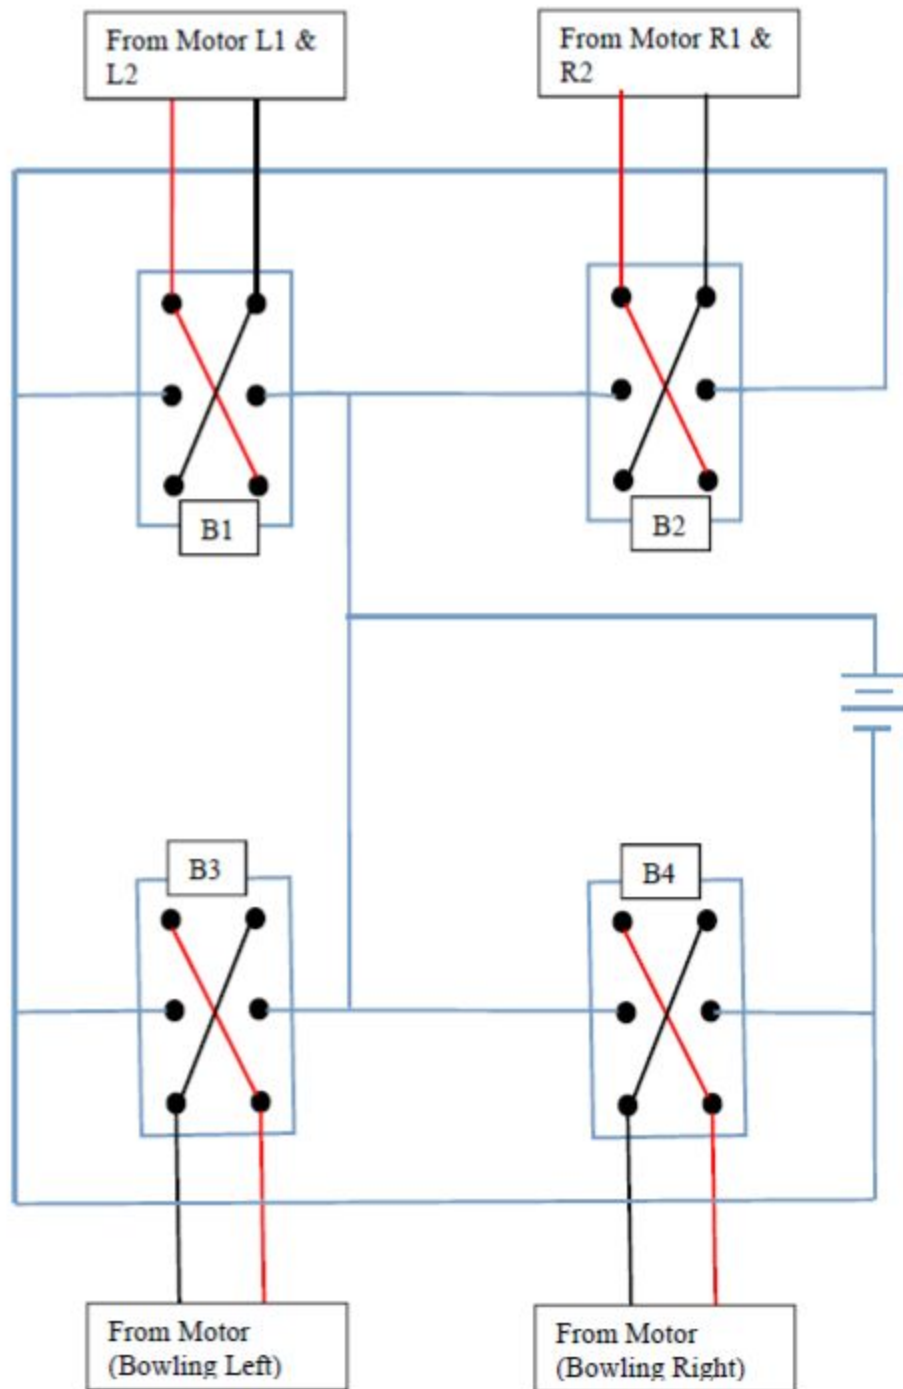 From Motor L1 &
L2
From Motor R1 &
R2
B1
B2
B3
B4
From Motor
(Bowling Left)
From Motor
(Bowling Right)